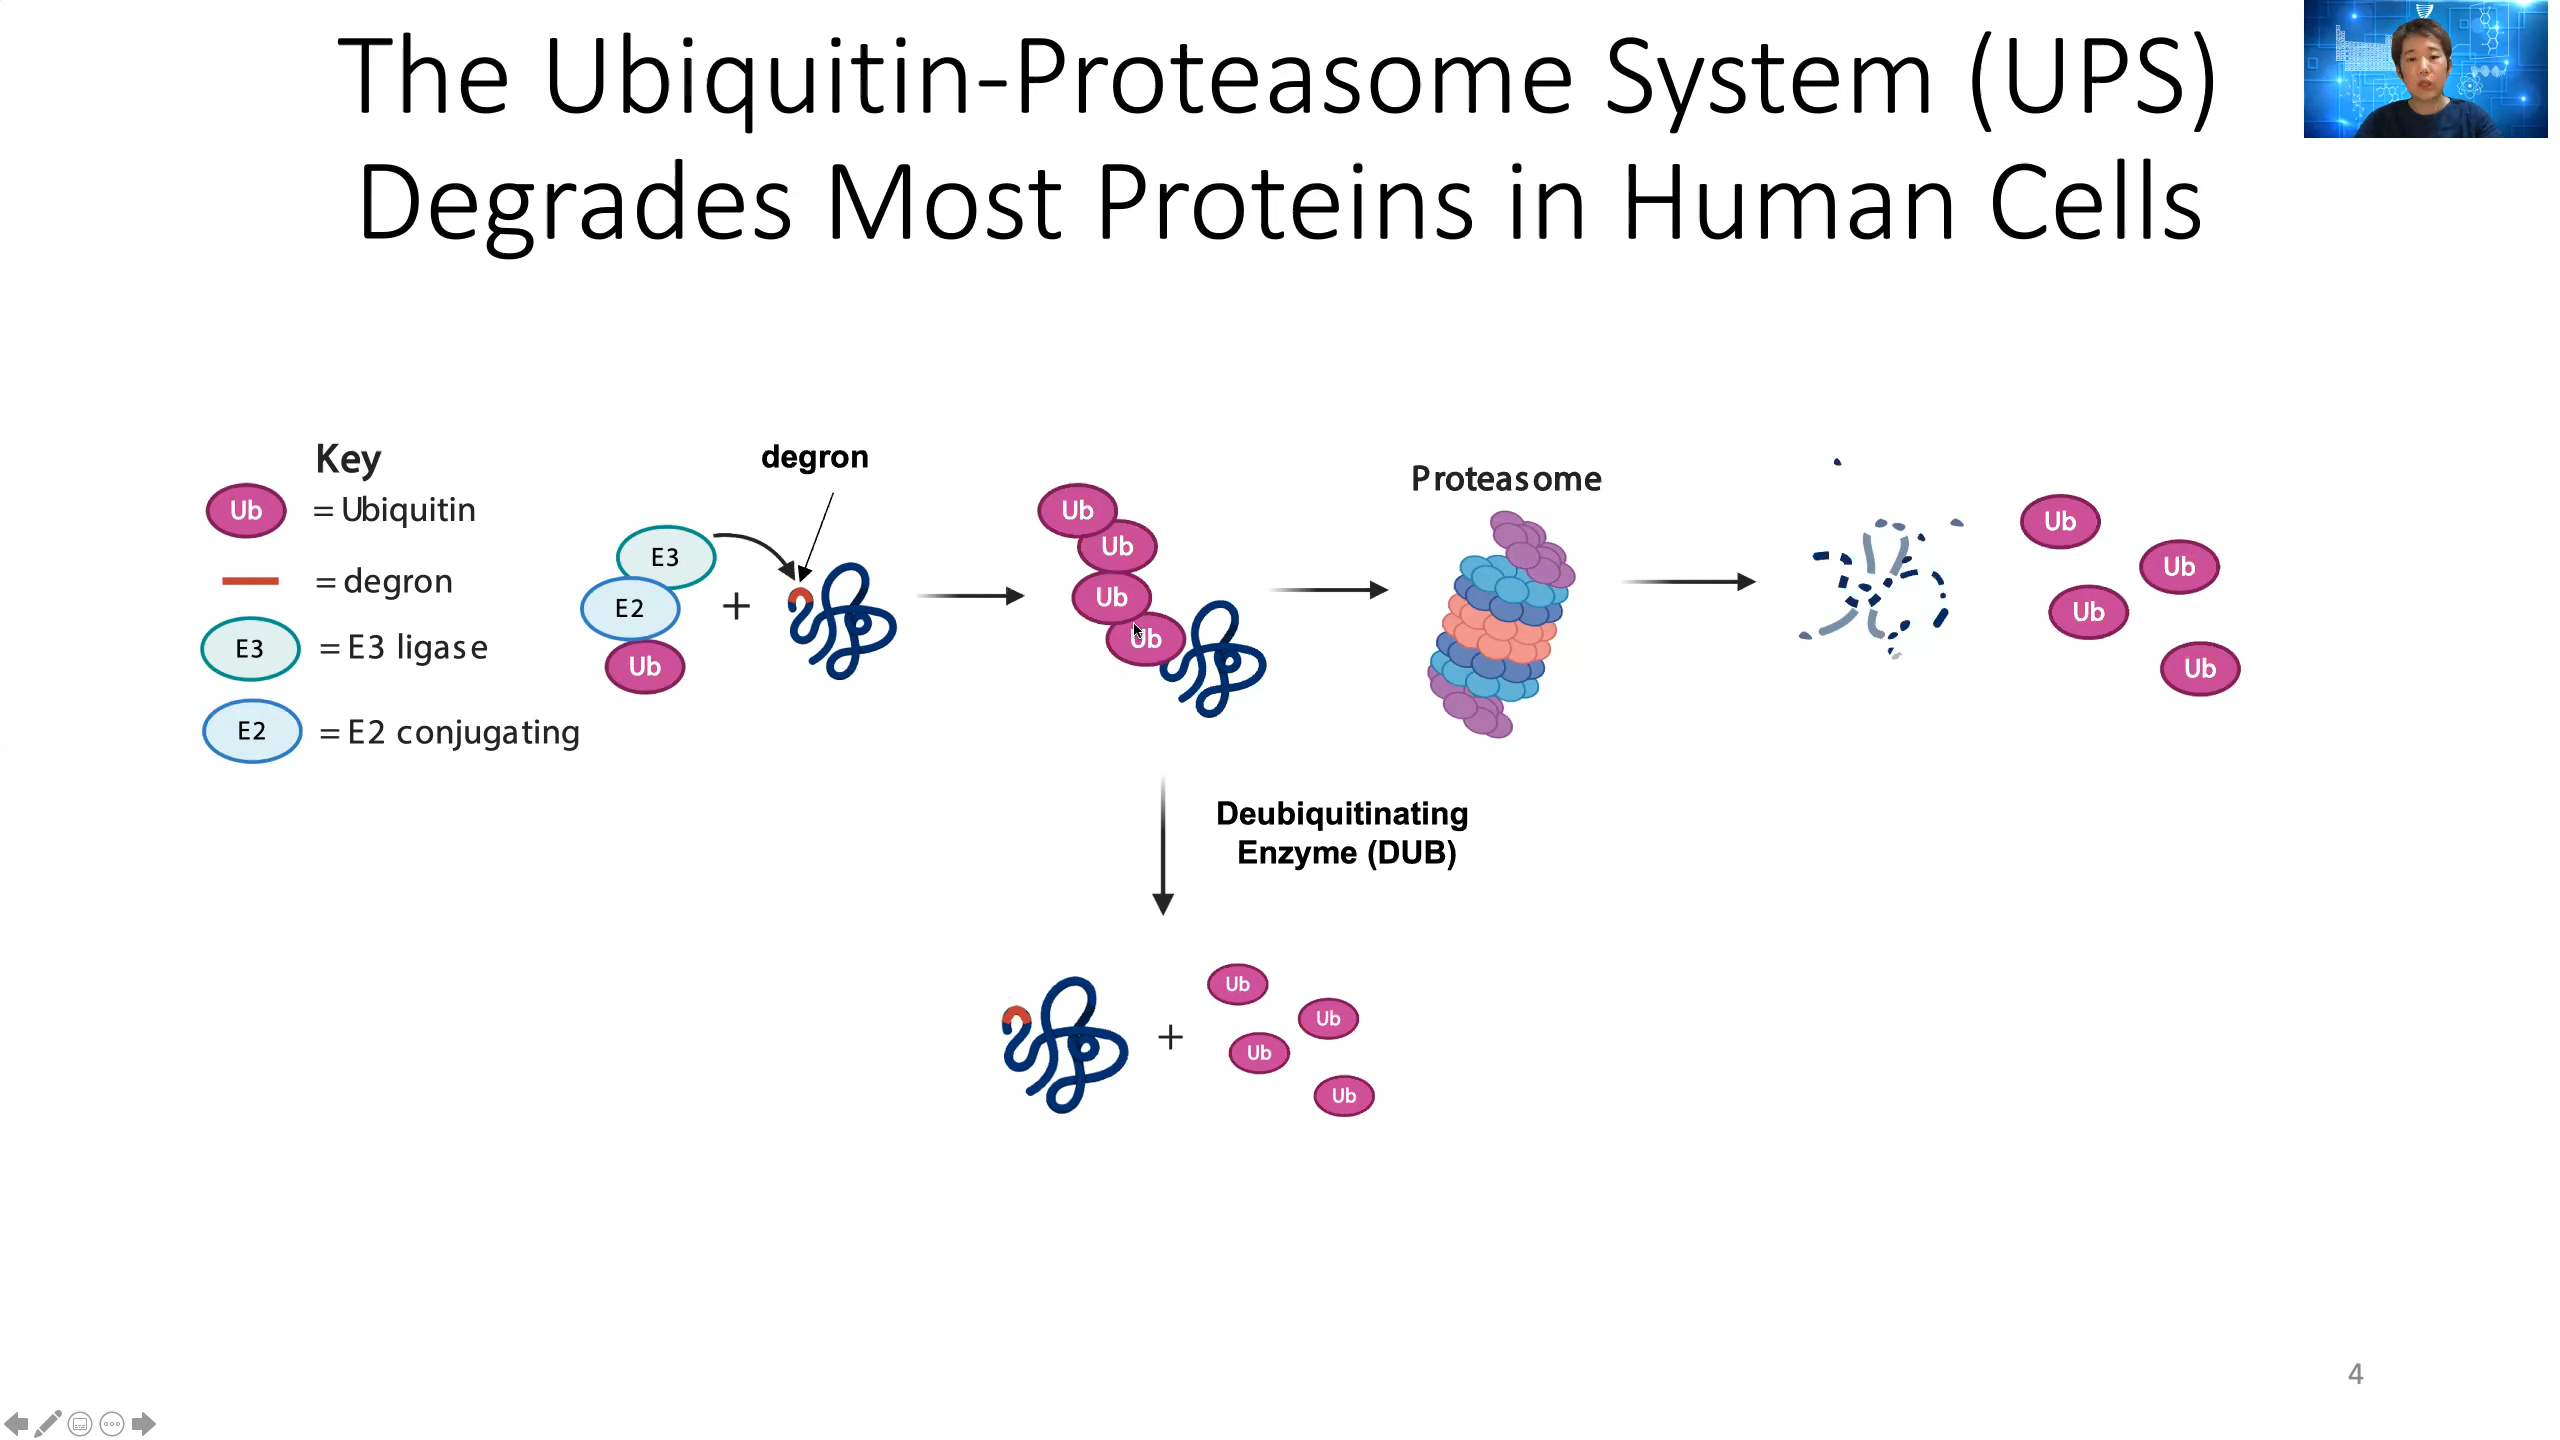 The Ubiquitin-Proteasome System (UPS)
Degrades Most Proteins in Human Cells
Key
Ub = Ubiquitin
= degron
E3 = E3 ligase
E2 = E2 conjugating
degron
E3
E2
+
Ub
Ub
Ub
Ub
Ub
Proteasome
Ub
Ub
Ub
Ub
Deubiquitinating
Enzyme (DUB)
+
Ub
Ub
Ub
Ub
4